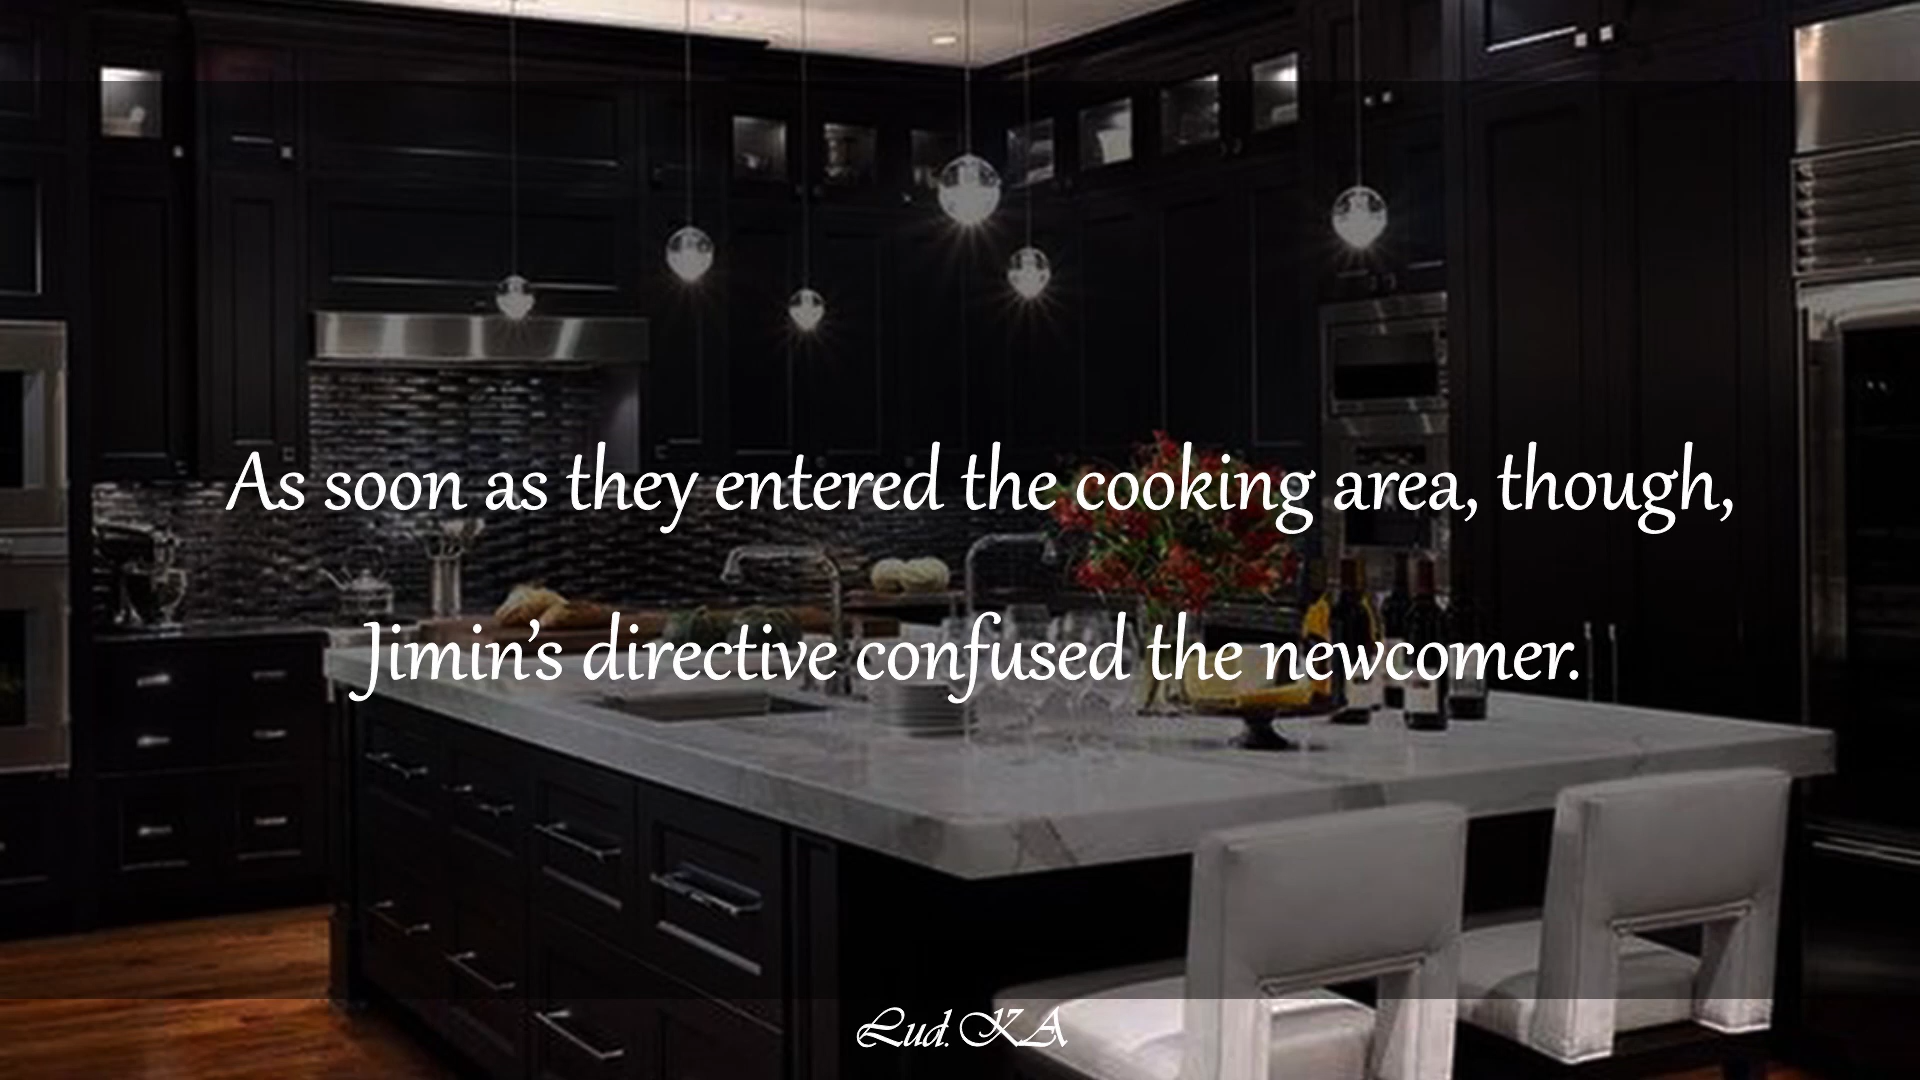 As soon as they entered the cooking area, though,
Jimin’s directive confused the newcomer.
Lud. KA